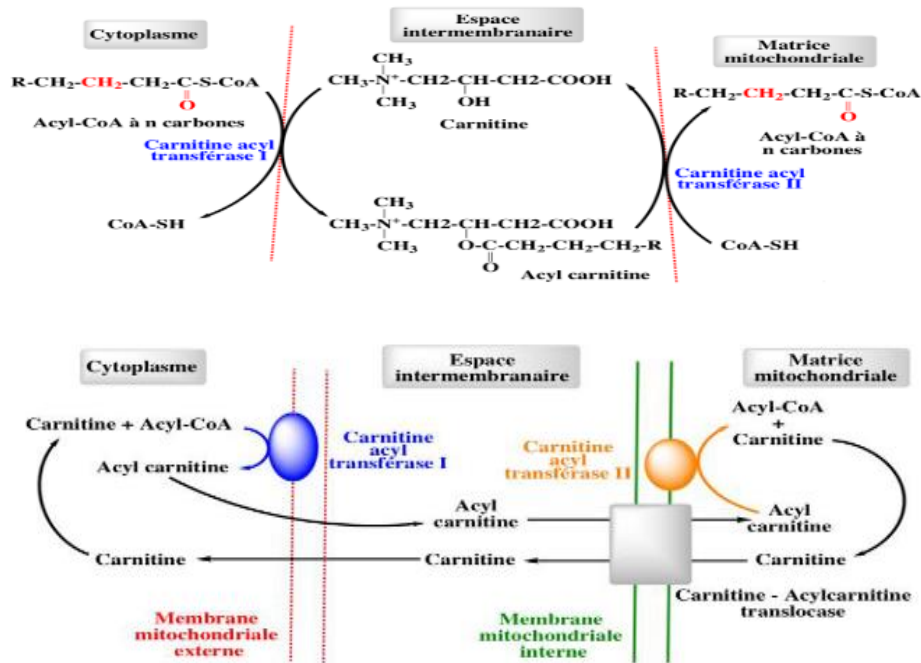 Cytoplasme
Espace
intermembranaire
Matrice
mitochondriale
R-CH₂-CH₂-CH₂-C-S-CoA
O
Acyl-CoA à n carbones
Carnitine acyl
transférase I
CoA-SH
CH₃
CH₃-N⁺-CH2-CH-CH2-COOH
CH₃ OH
Carnitine
CH₃
CH₃-N⁺-CH₂-CH-CH2-COOH
CH₃ O-C-CH₂-CH₂-CH₂-R
O
Acyl carnitine
R-CH₂-CH₂-CH₂-C-S-CoA
O
Acyl-CoA à
n carbones
Carnitine acyl
transférase II
CoA-SH
Cytoplasme
Espace
intermembranaire
Matrice
mitochondriale
Carnitine + Acyl-CoA
Acyl carnitine
Carnitine
Carnitine
acyl
transférase I
Acyl
carnitine
Carnitine
Carnitine
acyl
transférase II
Acyl-CoA
+
Carnitine
Acyl
carnitine
Carnitine
Carnitine - Acylcarnitine
translocase
Membrane
mitochondriale
externe
Membrane
mitochondriale
interne